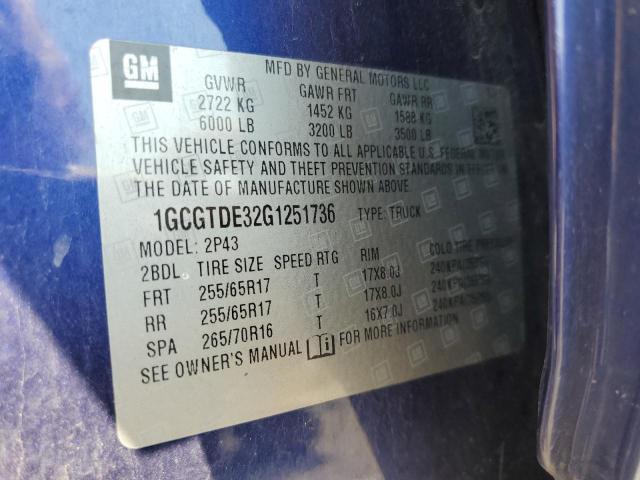 GM
MFD BY GENERAL MOTORS LLC
GVWR GAWR FRT GAWR RR
2722 KG 1452 KG 1588 KG
6000 LB 3200 LB 3500 LB
THIS VEHICLE CONFORMS TO ALL APPLICABLE U.S. FEDERAL MOTOR
VEHICLE SAFETY AND THEFT PREVENTION STANDARDS IN EFFECT ON
THE DATE OF MANUFACTURE SHOWN ABOVE.
1GCGTDE32G1251736 TYPE: TRUCK
MODEL: 2P43
2BDL TIRE SIZE SPEED RTG RIM COLD TIRE PRESSURE
FRT 255/65R17 T 17X8.0J
RR 255/65R17 T 17X8.0J
SPA 265/70R16 T 16X7.0J
SEE OWNER'S MANUAL FOR MORE INFORMATION